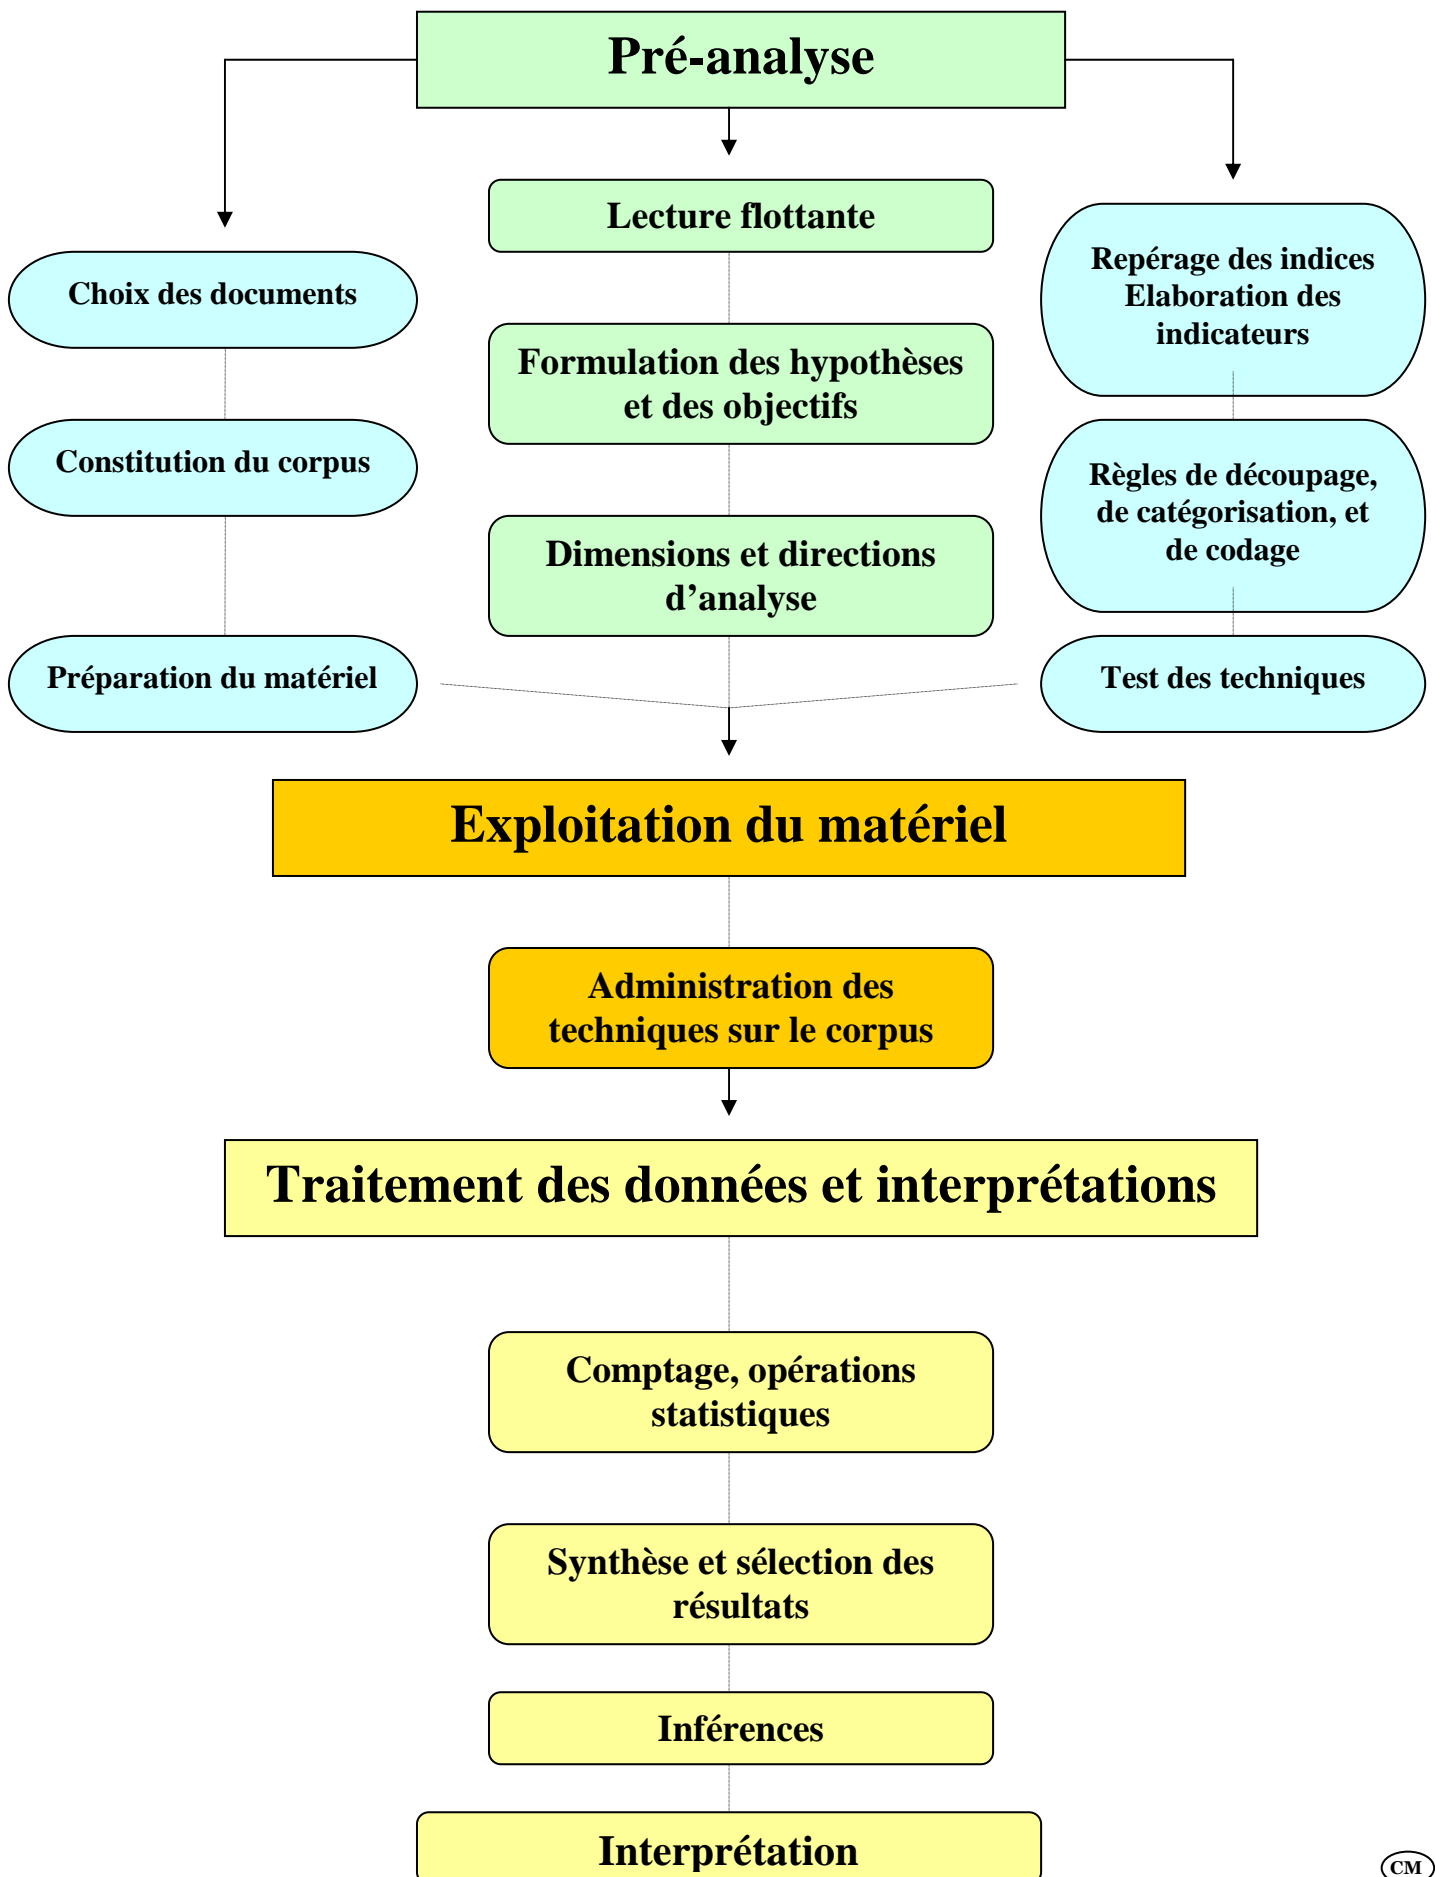 Pré-analyse
Lecture flottante
Choix des documents
Repérage des indices
Elaboration des
indicateurs
Formulation des hypothèses
et des objectifs
Constitution du corpus
Règles de découpage,
de catégorisation, et
de codage
Dimensions et directions
d’analyse
Préparation du matériel
Test des techniques
Exploitation du matériel
Administration des
techniques sur le corpus
Traitement des données et interprétations
Comptage, opérations
statistiques
Synthèse et sélection des
résultats
Inférences
Interprétation
CM